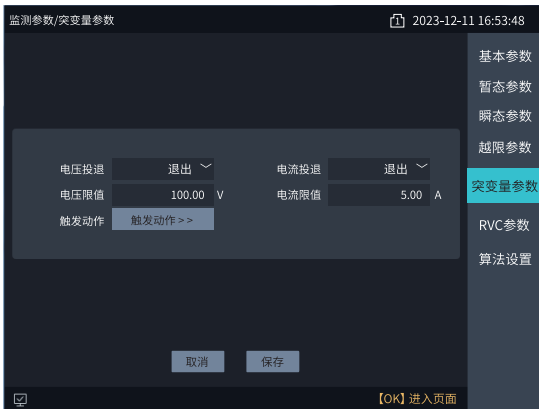 监测参数/突变量参数
1 2023-12-11 16:53:48
基本参数
暂态参数
瞬态参数
越限参数
突变量参数
RVC参数
算法设置
电压投退 退出 电流投退 退出
电压限值 100.00 V 电流限值 5.00 A
触发动作 触发动作>>
取消 保存
【OK】进入页面